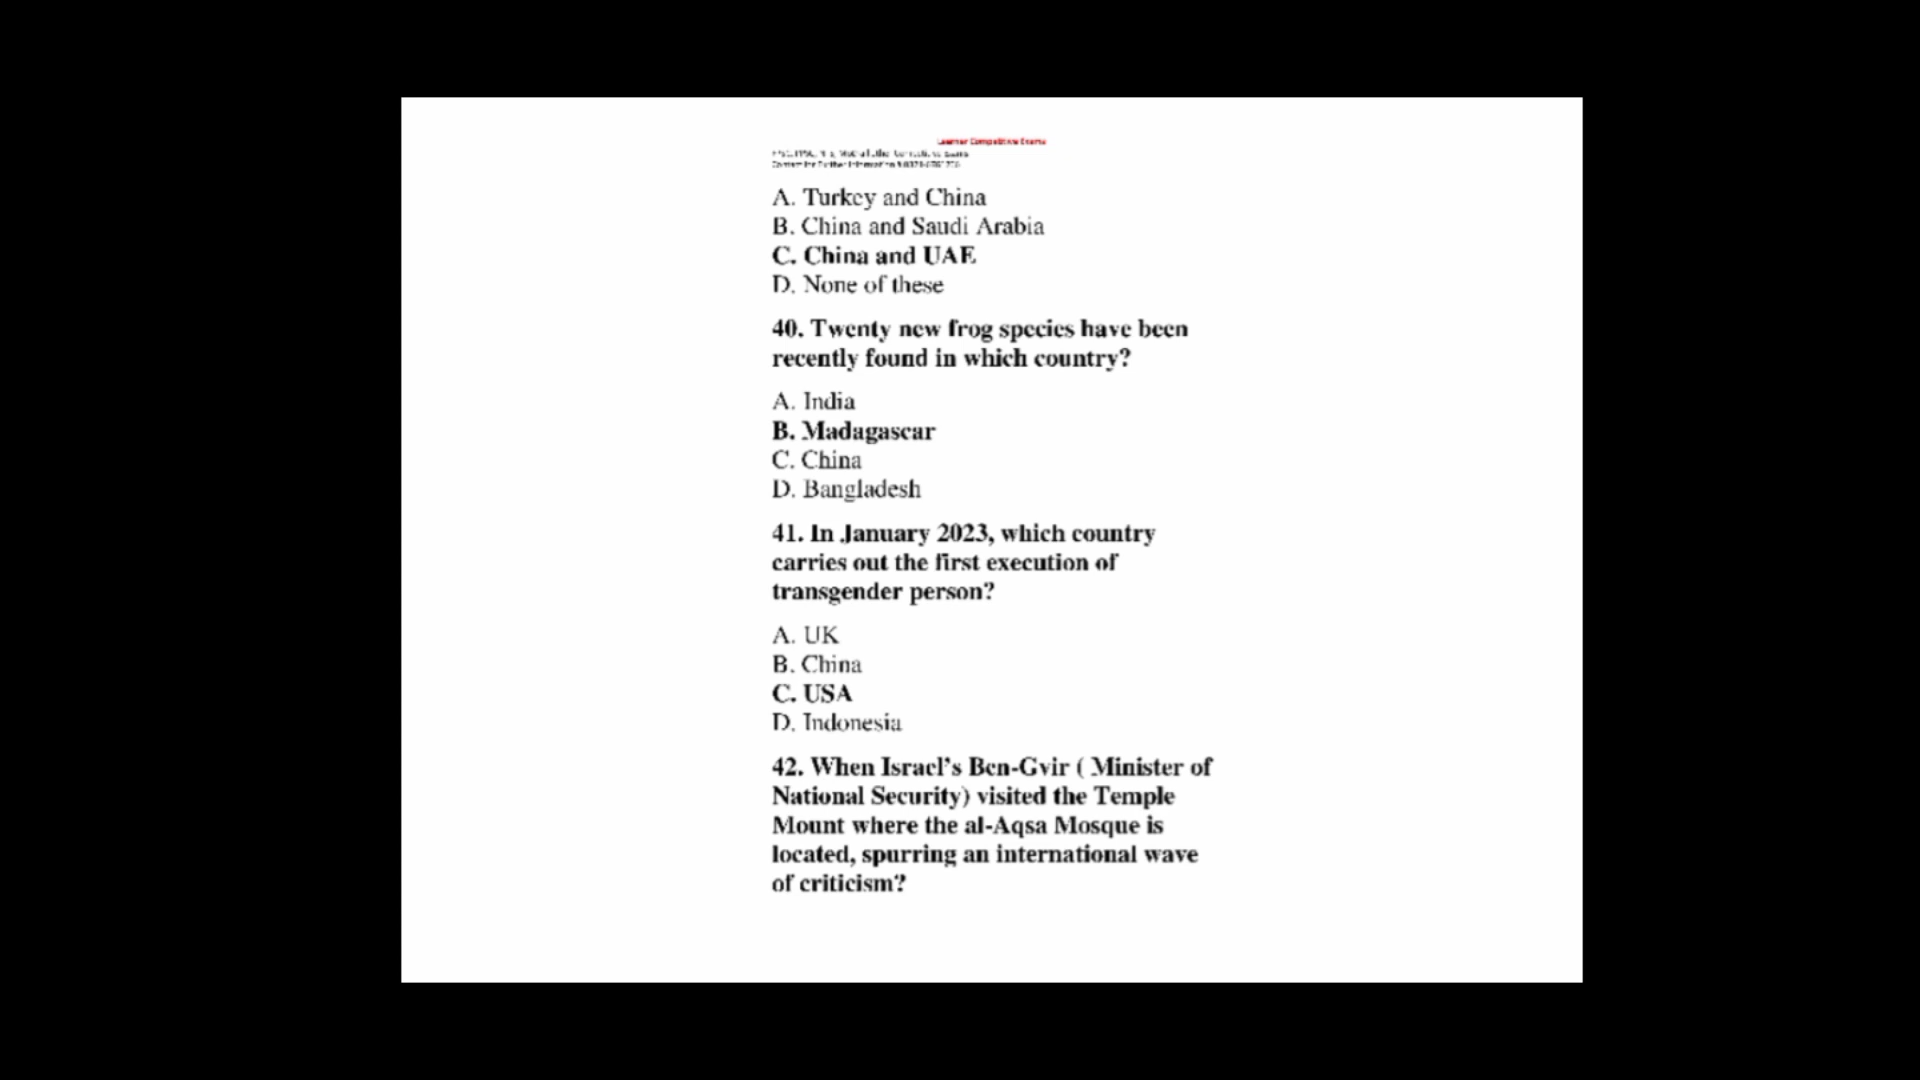 Learner Competitive Exams
A. Turkey and China
B. China and Saudi Arabia
C. China and UAE
D. None of these
40. Twenty new frog species have been
recently found in which country?
A. India
B. Madagascar
C. China
D. Bangladesh
41. In January 2023, which country
carries out the first execution of
transgender person?
A. UK
B. China
C. USA
D. Indonesia
42. When Israel's Ben-Gvir ( Minister of
National Security) visited the Temple
Mount where the al-Aqsa Mosque is
located, spurring an international wave
of criticism?